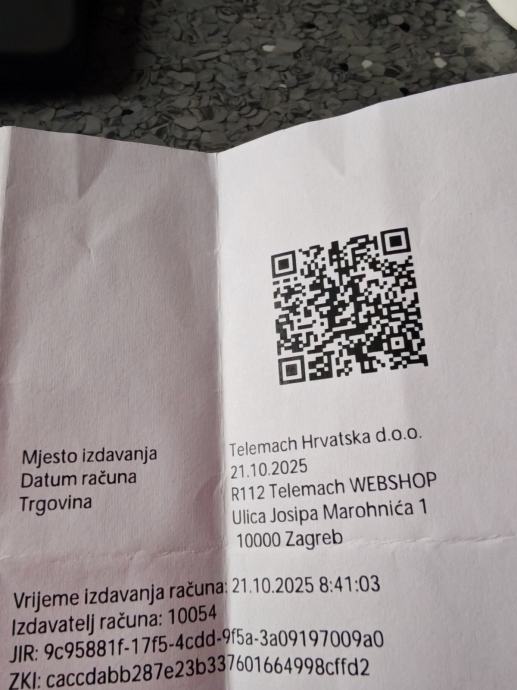 Mjesto izdavanja Telemach Hrvatska d.o.o.
Datum računa 21.10.2025
Trgovina R112 Telemach WEBSHOP
Ulica Josipa Marohnića 1
10000 Zagreb
Vrijeme izdavanja računa: 21.10.2025 8:41:03
Izdavatelj računa: 10054
JIR: 9c95881f-17f5-4cdd-9f5a-3a09197009a0
ZKI: caccdabb287e23b337601664998cffd2